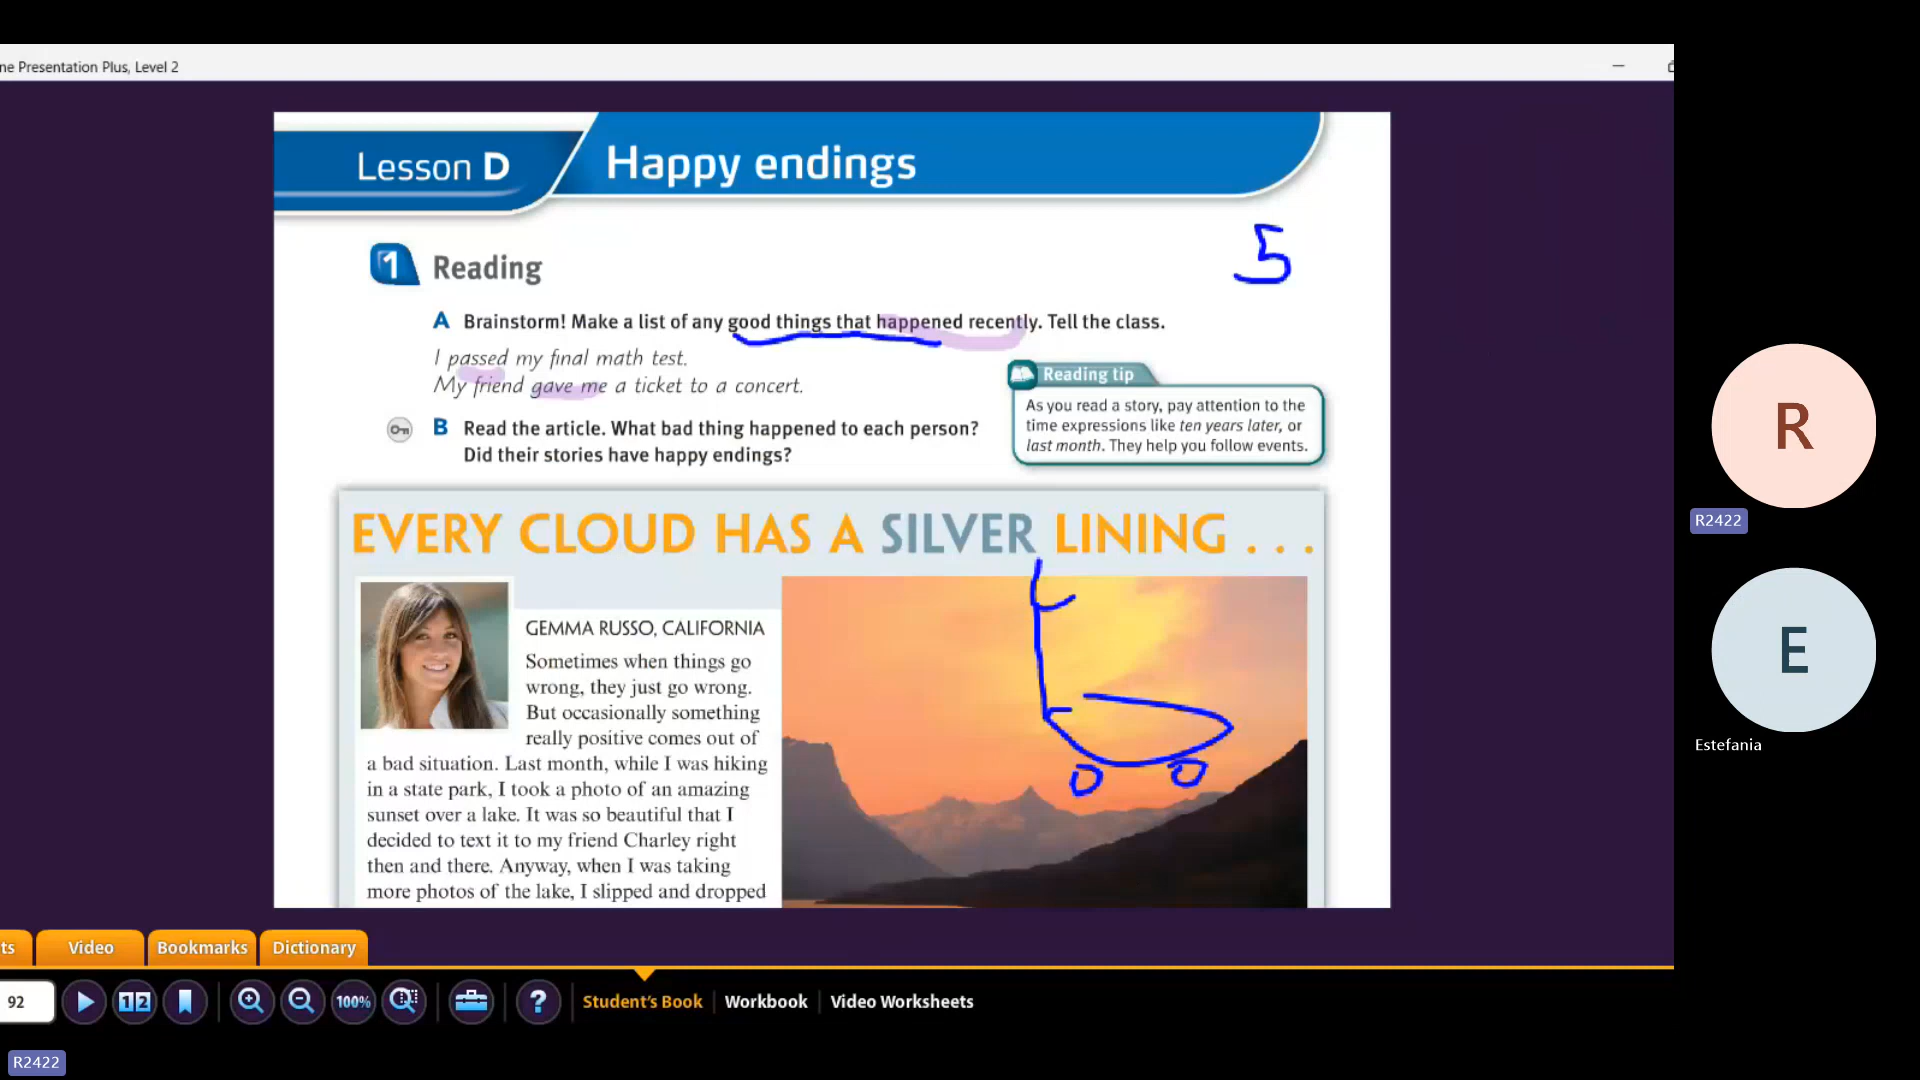 ne Presentation Plus, Level 2
Lesson D Happy endings
5
1 Reading
A Brainstorm! Make a list of any good things that happened recently. Tell the class.
I passed my final math test.
My friend gave me a ticket to a concert.
Reading tip
As you read a story, pay attention to the
time expressions like ten years later, or
last month. They help you follow events.
B Read the article. What bad thing happened to each person?
Did their stories have happy endings?
EVERY CLOUD HAS A SILVER LINING . . .
GEMMA RUSSO, CALIFORNIA
Sometimes when things go
wrong, they just go wrong.
But occasionally something
really positive comes out of
a bad situation. Last month, while I was hiking
in a state park, I took a photo of an amazing
sunset over a lake. It was so beautiful that I
decided to text it to my friend Charley right
then and there. Anyway, when I was taking
more photos of the lake, I slipped and dropped
R
R2422
E
Estefania
ts Video Bookmarks Dictionary
92 1 2 100% ? Student's Book Workbook Video Worksheets
R2422